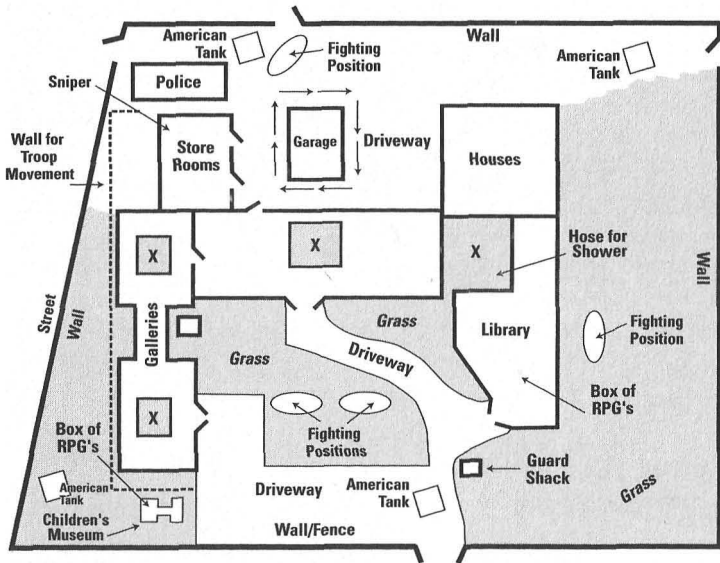 American
Tank
Fighting
Position
Wall
American
Tank
Sniper
Police
Wall for
Troop
Movement
Store
Rooms
Garage
Driveway
Houses
X
X
X
Hose for
Shower
Wall
Street
Wall
Galleries
Grass
Grass
Driveway
Library
Fighting
Position
X
Box of
RPG's
Fighting
Positions
Box of
RPG's
American
Tank
Driveway
American
Tank
Guard
Shack
Grass
Children's
Museum
Wall/Fence